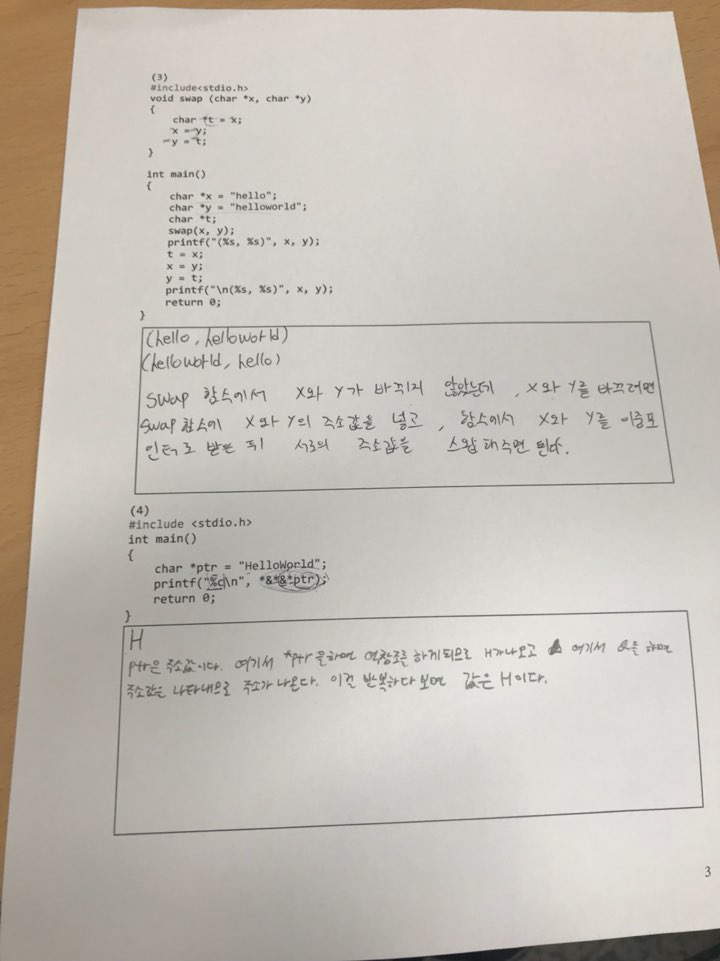 (3)
#include<stdio.h>
void swap (char *x, char *y)
{
char *t = x;
x = y;
y = t;
}
int main()
{
char *x = "hello";
char *y = "helloworld";
char *t;
swap(x, y);
printf("(%s, %s)", x, y);
t = x;
x = y;
y = t;
printf("\n(%s, %s)", x, y);
return 0;
}
(hello, helloworld)
(helloworld, hello)
swap 함수에서 x와 y가 바뀌지 않았는데, x와 y를 바꾸려면
swap 함수에 x와 y의 주소값을 넣고, 함수에서 x와 y를 이중포
인터로 받은 뒤 서로의 주소값을 스왑해주면 된다.
(4)
#include <stdio.h>
int main()
{
char *ptr = "HelloWorld";
printf("%c\n", *&*&*ptr);
return 0;
}
H
ptr은 주소값이다. 여기서 *ptr을하면 역참조를 하게되므로 H가나오고 여기서 &을 하면
주소값을 나타내므로 주소가 나온다. 이걸 반복하다 보면 값은 H이다.
3